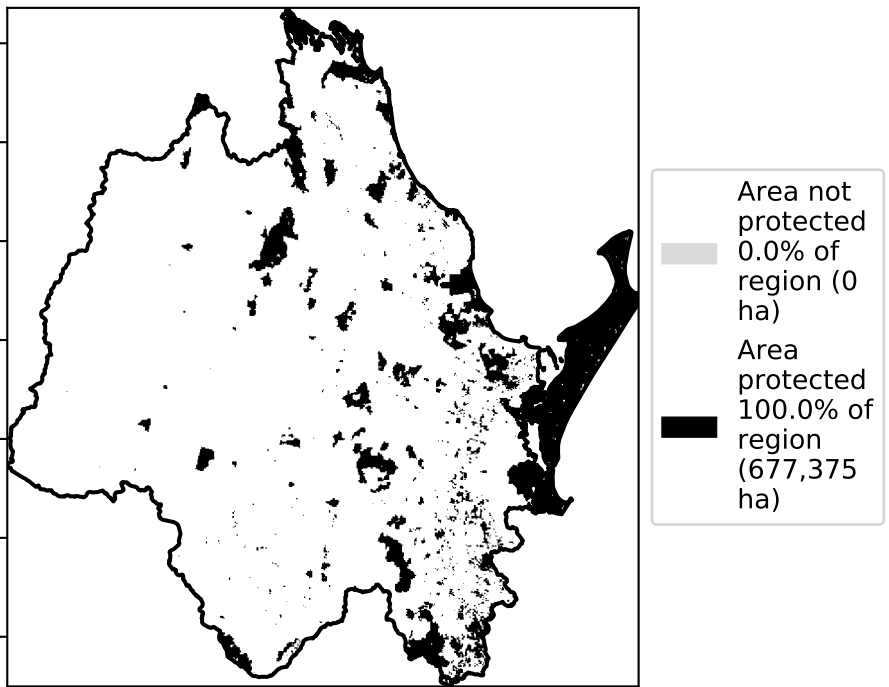 Area not
protected
0.0% of
region (0
ha)
Area
protected
100.0% of
region
(677,375
ha)